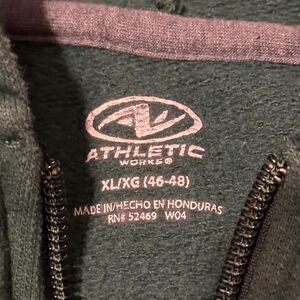 ATHLETIC
WORKS®
XL/XG (46-48)
MADE IN/HECHO EN HONDURAS
RN# 52469 W04